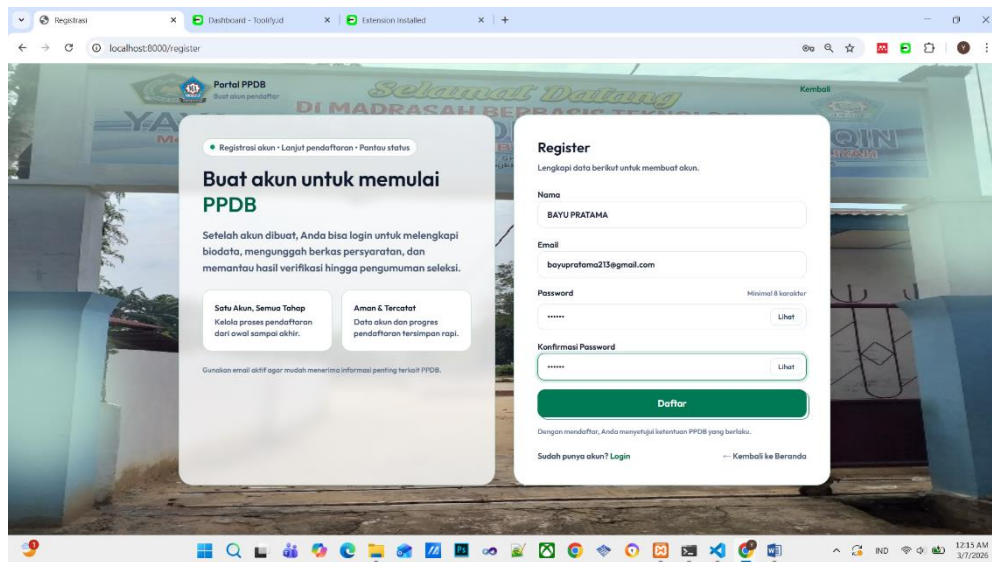 Registrasi
Dashboard - Toolify.id
Extension Installed
localhost:8000/register
Portal PPDB
Buat akun pendaftar
Kembali
Selamat Datang
DI MADRASAH BERBASIS TEKNOLOGI
Registrasi akun • Lanjut pendaftaran • Pantau status
Buat akun untuk memulai
PPDB
Setelah akun dibuat, Anda bisa login untuk melengkapi
biodata, mengunggah berkas persyaratan, dan
memantau hasil verifikasi hingga pengumuman seleksi.
Satu Akun, Semua Tahap
Kelola proses pendaftaran
dari awal sampai akhir.
Aman & Tercatat
Data akun dan progres
pendaftaran tersimpan rapi.
Gunakan email aktif agar mudah menerima informasi penting terkait PPDB.
Register
Lengkapi data berikut untuk membuat akun.
Nama
BAYU PRATAMA
Email
bayupratama213@gmail.com
Password Minimal 8 karakter
•••••• Lihat
Konfirmasi Password
•••••• Lihat
Daftar
Dengan mendaftar, Anda menyetujui ketentuan PPDB yang berlaku.
Sudah punya akun? Login ← Kembali ke Beranda
IND
12:15 AM
3/7/2026